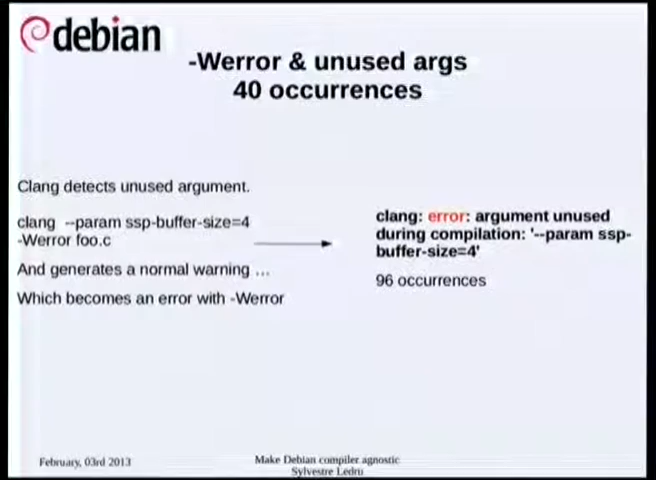 debian
-Werror & unused args
40 occurrences
Clang detects unused argument.
clang --param ssp-buffer-size=4
-Werror foo.c
And generates a normal warning ...
Which becomes an error with -Werror
clang: error: argument unused
during compilation: '--param ssp-
buffer-size=4'
96 occurrences
February, 03rd 2013
Make Debian compiler agnostic
Sylvestre Ledru